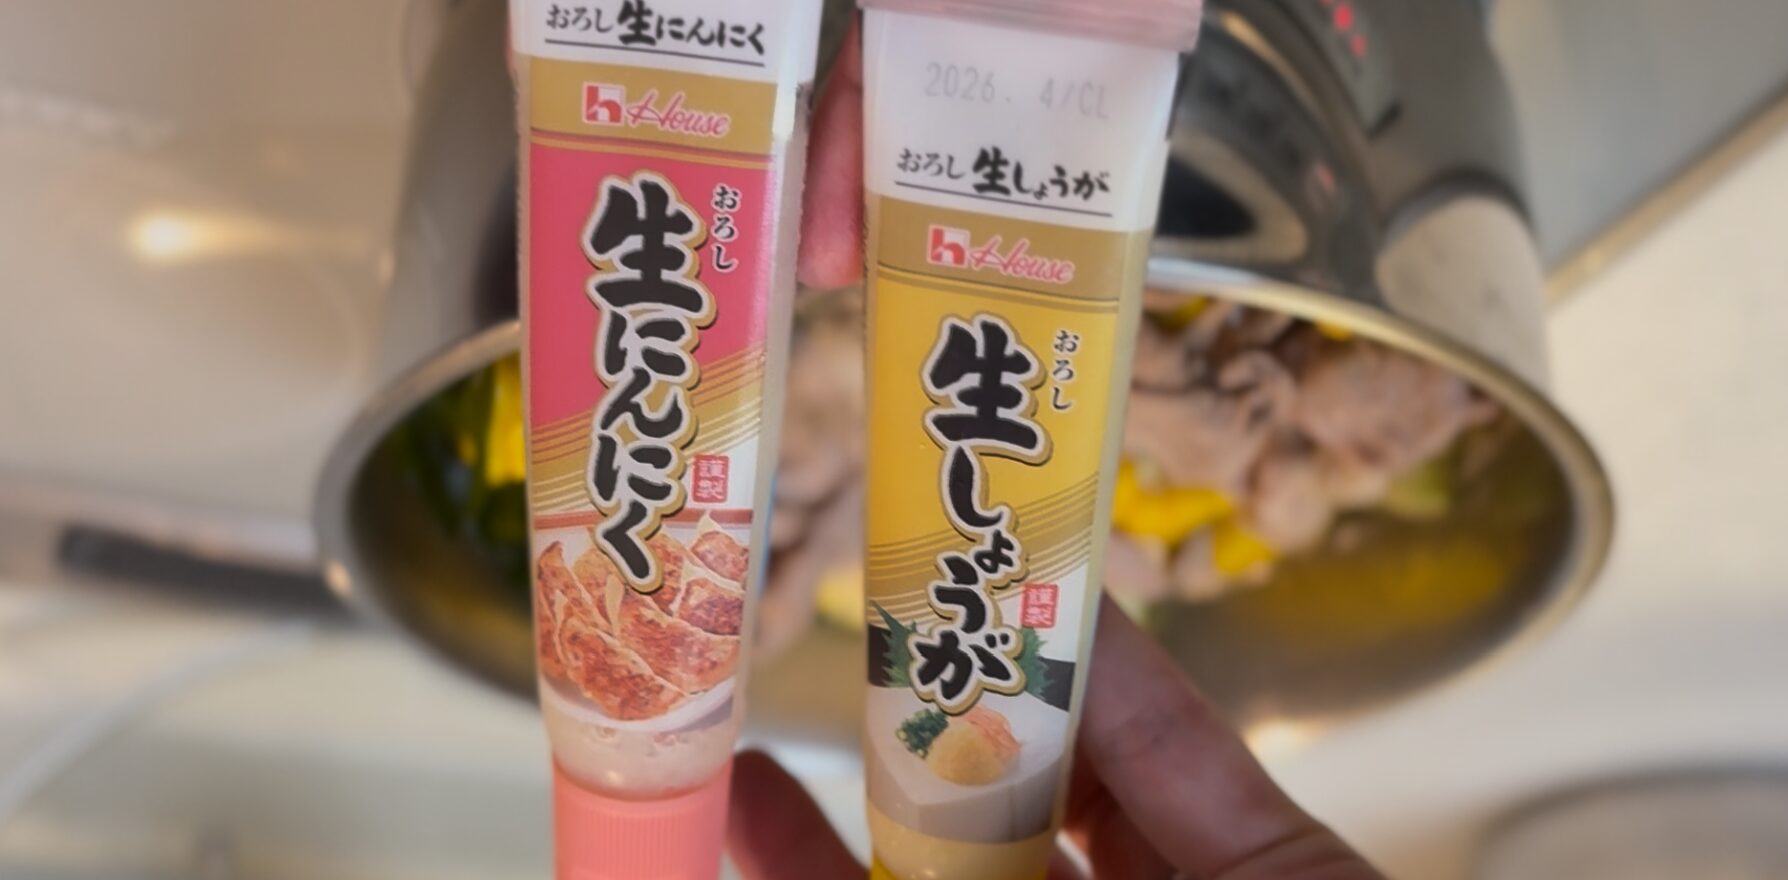 おろし生にんにく
House
おろし
生にんにく
謹製
2026. 4/CL
おろし生しょうが
House
おろし
生しょうが
謹製